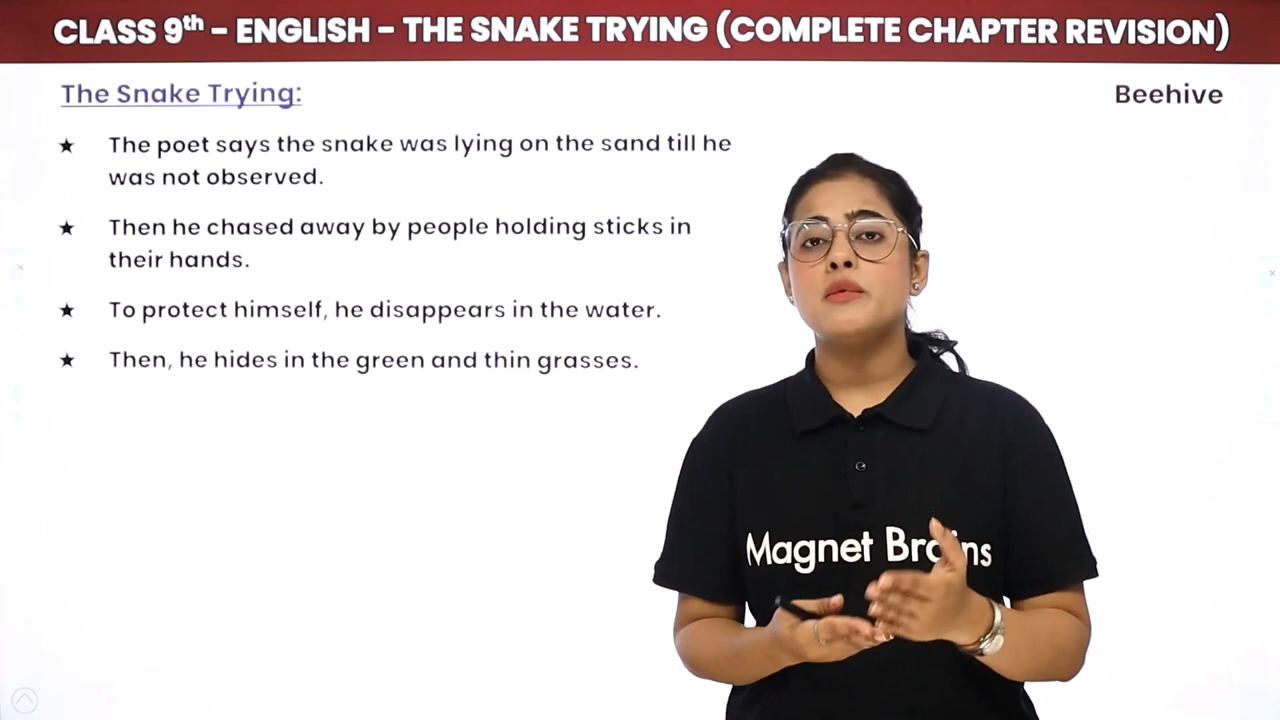 CLASS 9th – ENGLISH – THE SNAKE TRYING (COMPLETE CHAPTER REVISION)
The Snake Trying:
Beehive
★ The poet says the snake was lying on the sand till he
was not observed.
★ Then he chased away by people holding sticks in
their hands.
★ To protect himself, he disappears in the water.
★ Then, he hides in the green and thin grasses.
Magnet Brains